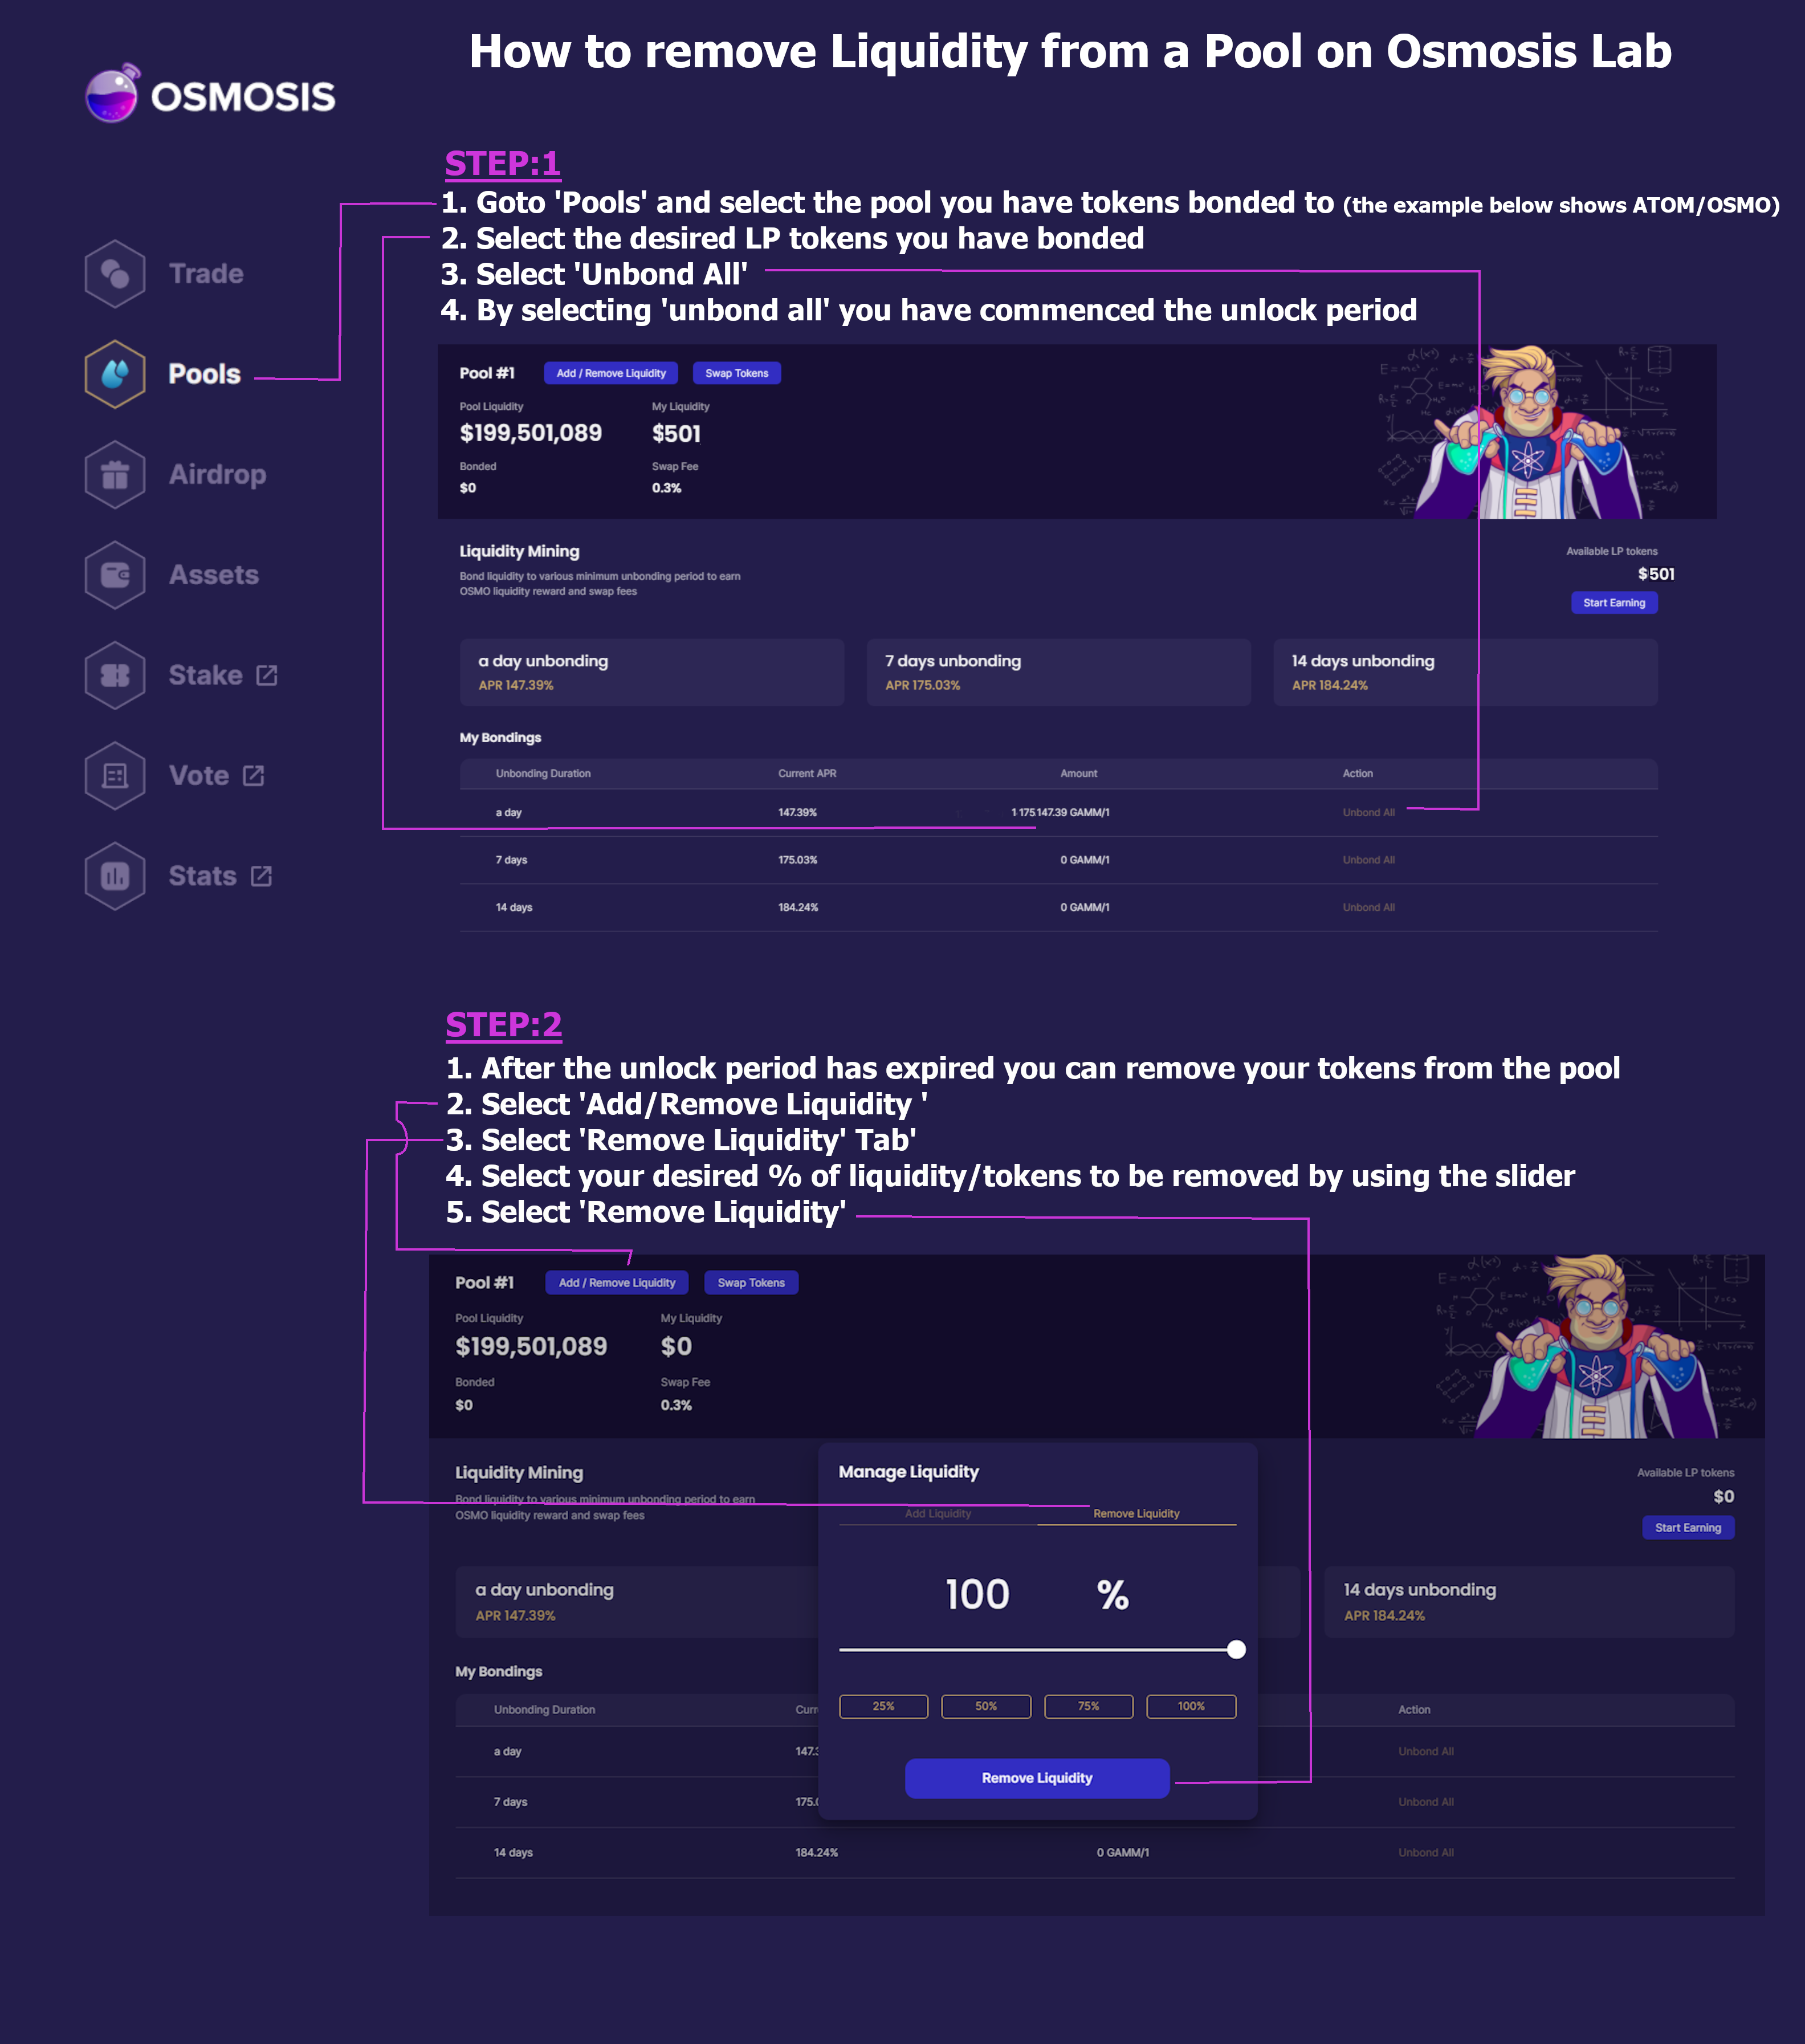 How to remove Liquidity from a Pool on Osmosis Lab
OSMOSIS
Trade
Pools
Airdrop
Assets
Stake
Vote
Stats
STEP:1
1. Goto 'Pools' and select the pool you have tokens bonded to (the example below shows ATOM/OSMO)
2. Select the desired LP tokens you have bonded
3. Select 'Unbond All'
4. By selecting 'unbond all' you have commenced the unlock period
Pool #1 Add / Remove Liquidity Swap Tokens
Pool Liquidity My Liquidity
$199,501,089 $501
Bonded Swap Fee
$0 0.3%
Liquidity Mining
Bond liquidity to various minimum unbonding period to earn
OSMO liquidity reward and swap fees
Available LP tokens
$501
Start Earning
a day unbonding
APR 147.39%
7 days unbonding
APR 175.03%
14 days unbonding
APR 184.24%
My Bondings
Unbonding Duration Current APR Amount Action
a day 147.39% 1175147.39 GAMM/1 Unbond All
7 days 175.03% 0 GAMM/1 Unbond All
14 days 184.24% 0 GAMM/1 Unbond All
STEP:2
1. After the unlock period has expired you can remove your tokens from the pool
2. Select 'Add/Remove Liquidity '
3. Select 'Remove Liquidity' Tab'
4. Select your desired % of liquidity/tokens to be removed by using the slider
5. Select 'Remove Liquidity'
Pool #1 Add / Remove Liquidity Swap Tokens
Pool Liquidity My Liquidity
$199,501,089 $0
Bonded Swap Fee
$0 0.3%
Liquidity Mining
Bond liquidity to various minimum unbonding period to earn
OSMO liquidity reward and swap fees
Available LP tokens
$0
Start Earning
a day unbonding
APR 147.39%
14 days unbonding
APR 184.24%
Manage Liquidity
Add Liquidity Remove Liquidity
100 %
25% 50% 75% 100%
Remove Liquidity
My Bondings
Unbonding Duration Curr Action
a day 147.3 Unbond All
7 days 175.0 Unbond All
14 days 184.24% 0 GAMM/1 Unbond All